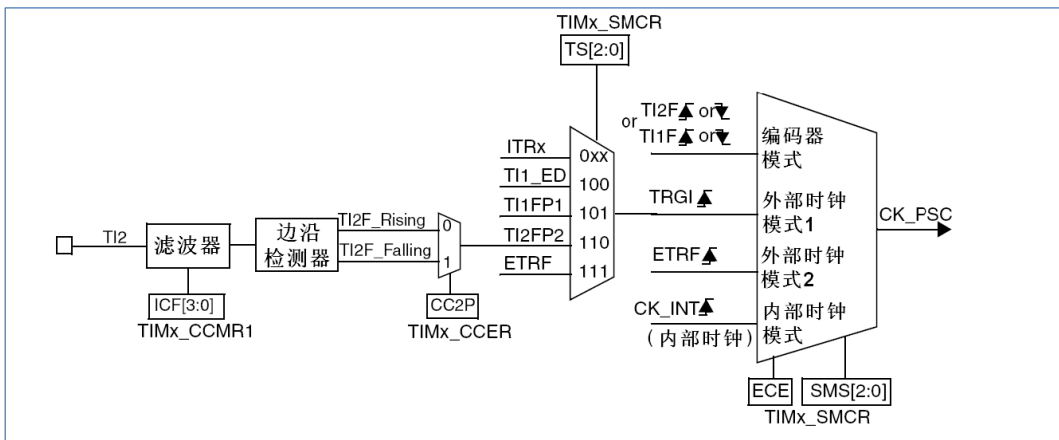 TIMx_SMCR
TS[2:0]
or TI2F or
TI1F or
编码器
模式
ITRx
0xx
TI1_ED
100
TI1FP1
101
TI2FP2
110
ETRF
111
TRGI
外部时钟
模式1
CK_PSC
ETRF
外部时钟
模式2
CK_INT
(内部时钟)
内部时钟
模式
TI2
滤波器
边沿
检测器
TI2F_Rising
0
TI2F_Falling
1
ICF[3:0]
TIMx_CCMR1
CC2P
TIMx_CCER
ECE
SMS[2:0]
TIMx_SMCR